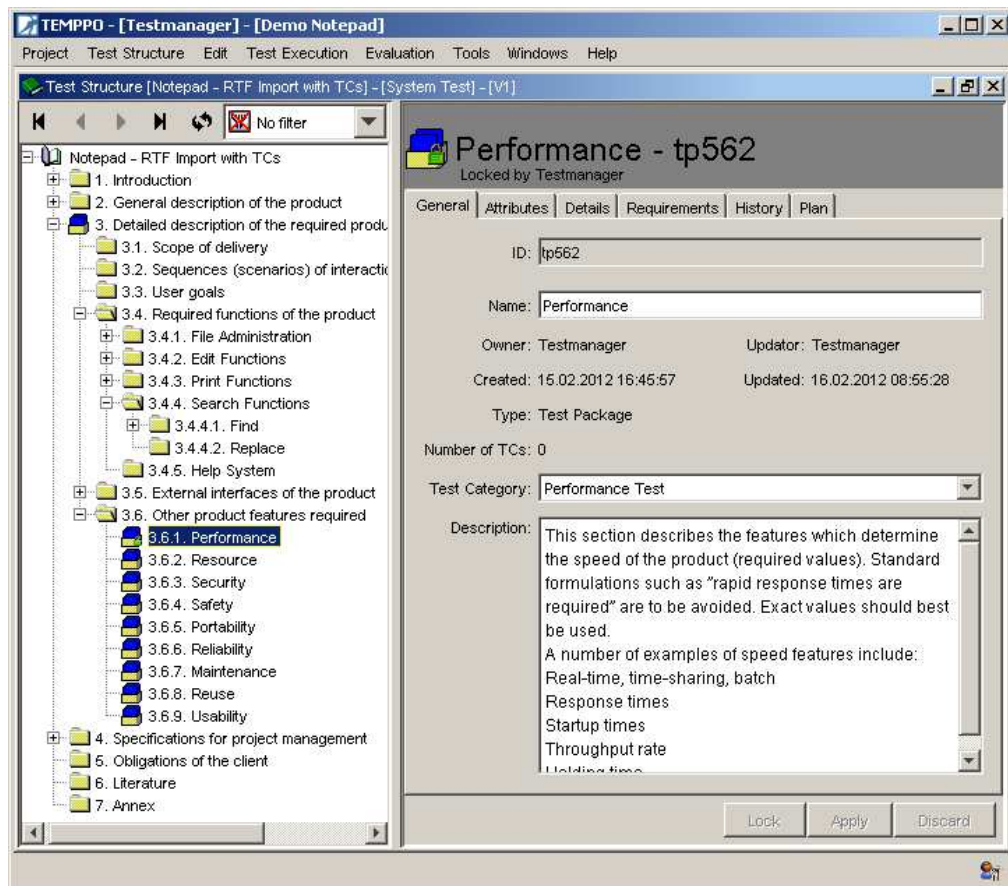 TEMPPO - [Testmanager] - [Demo Notepad]
Project Test Structure Edit Test Execution Evaluation Tools Windows Help
Test Structure [Notepad - RTF Import with TCs] - [System Test] - [V1]
No filter
Notepad - RTF Import with TCs
1. Introduction
2. General description of the product
3. Detailed description of the required produ
3.1. Scope of delivery
3.2. Sequences (scenarios) of interacti
3.3. User goals
3.4. Required functions of the product
3.4.1. File Administration
3.4.2. Edit Functions
3.4.3. Print Functions
3.4.4. Search Functions
3.4.4.1. Find
3.4.4.2. Replace
3.4.5. Help System
3.5. External interfaces of the product
3.6. Other product features required
3.6.1. Performance
3.6.2. Resource
3.6.3. Security
3.6.4. Safety
3.6.5. Portability
3.6.6. Reliability
3.6.7. Maintenance
3.6.8. Reuse
3.6.9. Usability
4. Specifications for project management
5. Obligations of the client
6. Literature
7. Annex
Performance - tp562
Locked by Testmanager
General Attributes Details Requirements History Plan
ID: tp562
Name: Performance
Owner: Testmanager Updator: Testmanager
Created: 15.02.2012 16:45:57 Updated: 16.02.2012 08:55:28
Type: Test Package
Number of TCs: 0
Test Category: Performance Test
Description: This section describes the features which determine
the speed of the product (required values). Standard
formulations such as "rapid response times are
required" are to be avoided. Exact values should best
be used.
A number of examples of speed features include:
Real-time, time-sharing, batch
Response times
Startup times
Throughput rate
Holding time
Lock Apply Discard